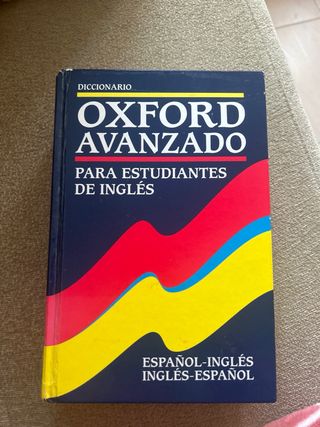 DICCIONARIO
OXFORD
AVANZADO
PARA ESTUDIANTES
DE INGLÉS
ESPAÑOL-INGLÉS
INGLÉS-ESPAÑOL